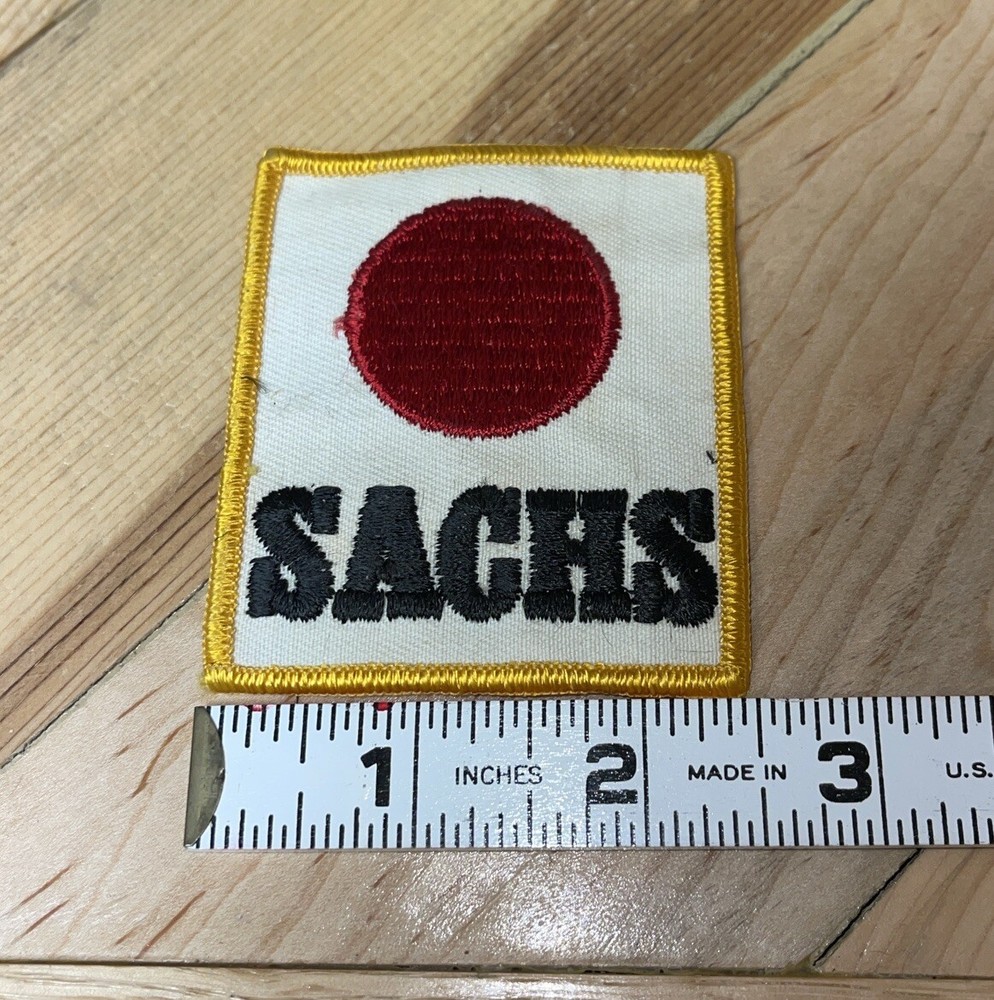 SACHS
1 INCHES 2 MADE IN 3 U.S.